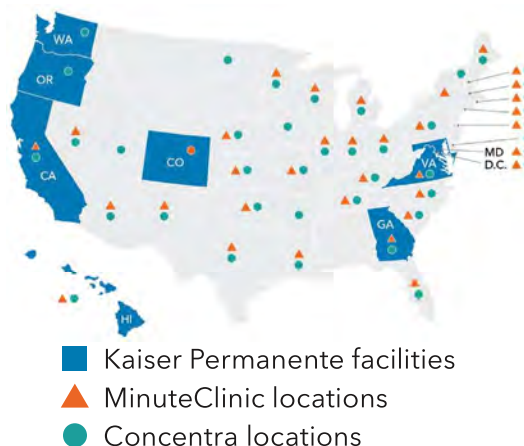 WA
OR
CA
CO
VA
MD
D.C.
GA
HI
Kaiser Permanente facilities
MinuteClinic locations
Concentra locations